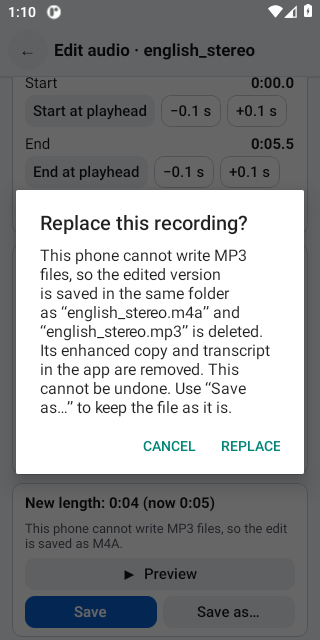 1:10
← Edit audio · english_stereo
Start 0:00.0
Start at playhead −0.1 s +0.1 s
End 0:05.5
End at playhead −0.1 s +0.1 s
Replace this recording?
This phone cannot write MP3
files, so the edited version
is saved in the same folder
as “english_stereo.m4a” and
“english_stereo.mp3” is deleted.
Its enhanced copy and transcript
in the app are removed. This
cannot be undone. Use “Save
as…” to keep the file as it is.
CANCEL REPLACE
New length: 0:04 (now 0:05)
This phone cannot write MP3 files, so the edit
is saved as M4A.
▶ Preview
Save Save as…